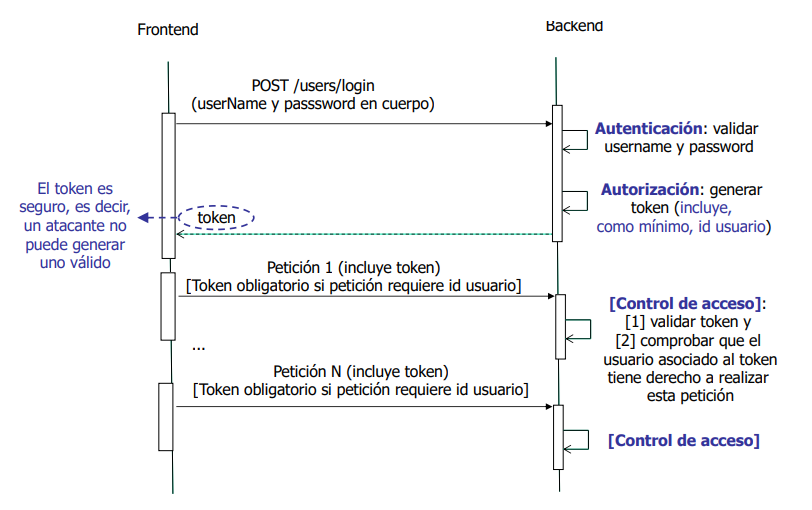 Frontend
Backend
POST /users/login
(userName y passsword en cuerpo)
Autenticación: validar
username y password
El token es
seguro, es decir,
un atacante no
puede generar
uno válido
token
Autorización: generar
token (incluye,
como mínimo, id usuario)
Petición 1 (incluye token)
[Token obligatorio si petición requiere id usuario]
[Control de acceso]:
[1] validar token y
[2] comprobar que el
usuario asociado al token
tiene derecho a realizar
esta petición
...
Petición N (incluye token)
[Token obligatorio si petición requiere id usuario]
[Control de acceso]